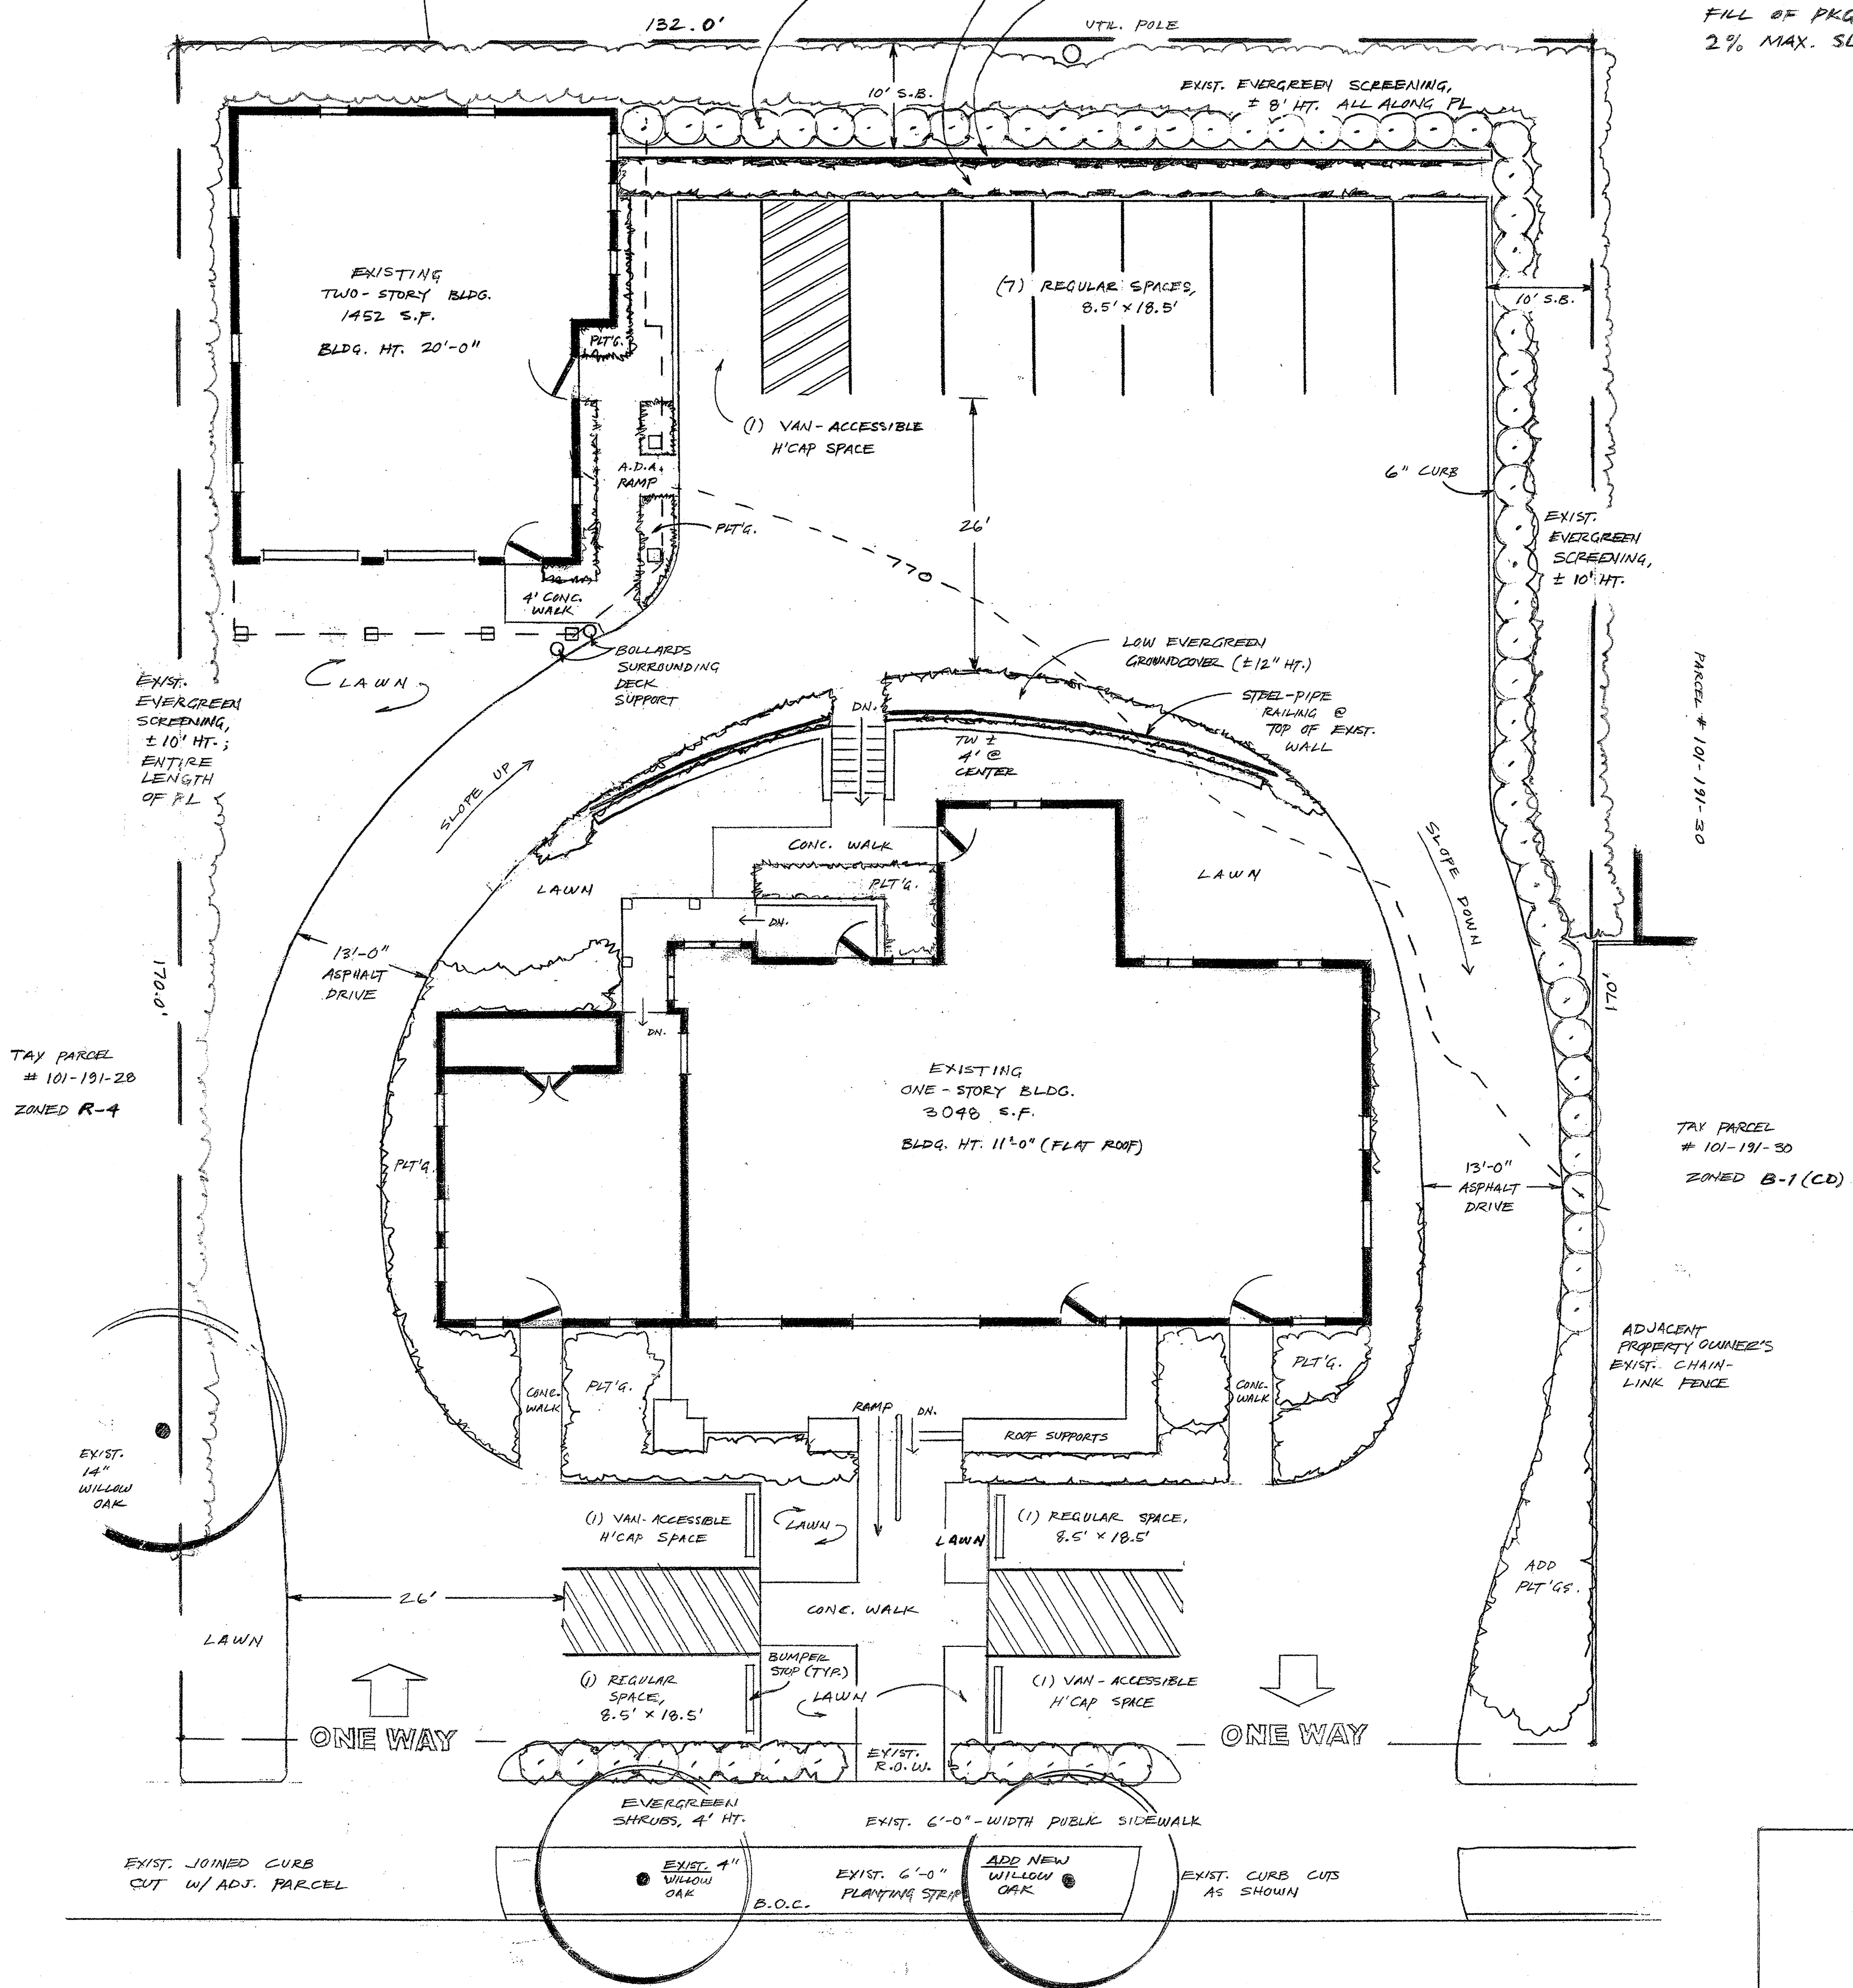 132.0'
UTIL. POLE
FILL OF PKG
2% MAX. SL
10' S.B.
EXIST. EVERGREEN SCREENING,
± 8' HT. ALL ALONG PL
EXISTING
TWO-STORY BLDG.
1452 S.F.
BLDG. HT. 20'-0"
PLT'G.
(7) REGULAR SPACES,
8.5' x 18.5'
10' S.B.
(1) VAN-ACCESSIBLE
H'CAP SPACE
A.D.A.
RAMP
6" CURB
PLT'G.
26'
770
EXIST.
EVERGREEN
SCREENING,
± 10' HT.
4' CONC.
WALK
BOLLARDS
SURROUNDING
DECK
SUPPORT
LAWN
LOW EVERGREEN
GROUNDCOVER (±12" HT.)
STEEL-PIPE
RAILING @
TOP OF EXIST.
WALL
PARCEL # 101-191-30
EXIST.
EVERGREEN
SCREENING,
± 10' HT.;
ENTIRE
LENGTH
OF PL
DN.
TW ±
4' @
CENTER
SLOPE UP
SLOPE DOWN
CONC. WALK
LAWN
PLT'G.
LAWN
DN.
13'-0"
ASPHALT
DRIVE
170.0'
170.'
DN.
TAX PARCEL
# 101-191-28
ZONED R-4
EXISTING
ONE-STORY BLDG.
3048 S.F.
BLDG. HT. 11'-0" (FLAT ROOF)
PLT'G.
13'-0"
ASPHALT
DRIVE
TAX PARCEL
# 101-191-30
ZONED B-1 (CD)
ADJACENT
PROPERTY OWNER'S
EXIST. CHAIN-
LINK FENCE
CONC.
WALK
PLT'G.
RAMP
DN.
ROOF SUPPORTS
CONC.
WALK
PLT'G.
EXIST.
14"
WILLOW
OAK
(1) VAN-ACCESSIBLE
H'CAP SPACE
LAWN
LAWN
(1) REGULAR SPACE,
8.5' x 18.5'
ADD
PLT'GS.
26'
CONC. WALK
LAWN
(1) REGULAR
SPACE,
8.5' x 18.5'
BUMPER
STOP (TYP.)
LAWN
(1) VAN-ACCESSIBLE
H'CAP SPACE
ONE WAY
ONE WAY
EXIST.
R.O.W.
EVERGREEN
SHRUBS, 4' HT.
EXIST. 6'-0"-WIDTH PUBLIC SIDEWALK
EXIST. JOINED CURB
CUT W/ ADJ. PARCEL
EXIST. 4"
WILLOW
OAK
EXIST. 6'-0"
PLANTING STRIP
ADD NEW
WILLOW
OAK
EXIST. CURB CUTS
AS SHOWN
B.O.C.